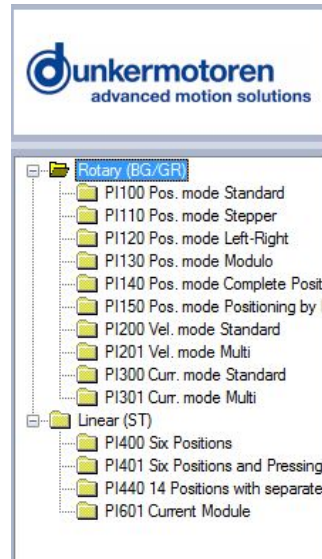 dunkermotoren
advanced motion solutions
Rotary (BG/GR)
PI100 Pos. mode Standard
PI110 Pos. mode Stepper
PI120 Pos. mode Left-Right
PI130 Pos. mode Modulo
PI140 Pos. mode Complete Posit
PI150 Pos. mode Positioning by
PI200 Vel. mode Standard
PI201 Vel. mode Multi
PI300 Curr. mode Standard
PI301 Curr. mode Multi
Linear (ST)
PI400 Six Positions
PI401 Six Positions and Pressing
PI440 14 Positions with separate
PI601 Current Module